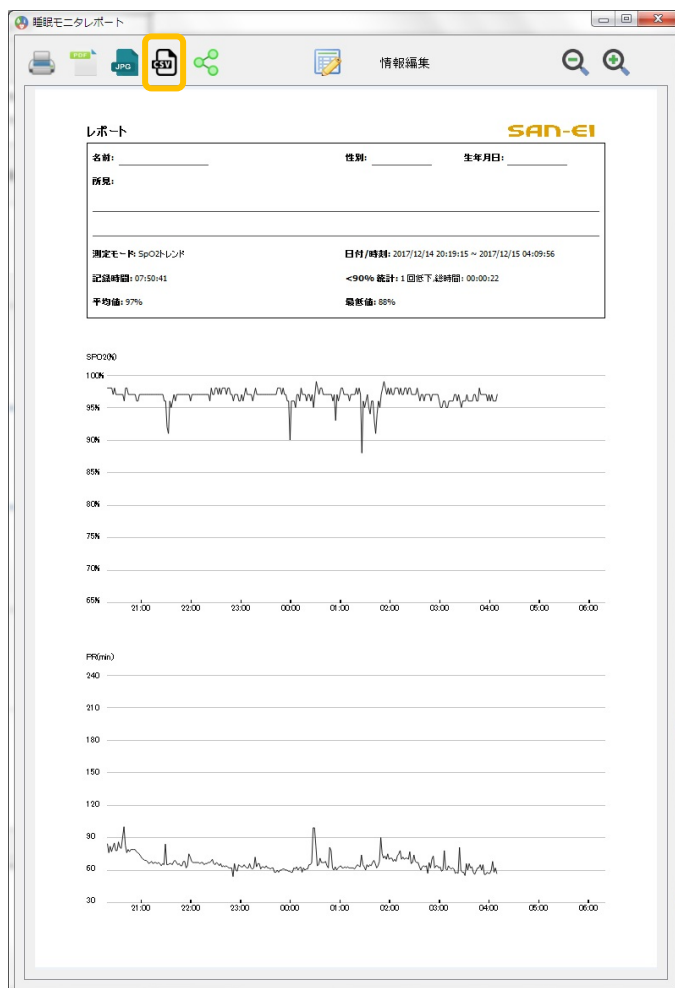 睡眠モニタレポート
PDF
JPG
CSV
情報編集
レポート
SAN-EI
名前: 性別: 生年月日:
所見:
測定モード: SpO2トレンド 日付/時刻: 2017/12/14 20:19:15 ~ 2017/12/15 04:09:56
記録時間: 07:50:41 <90% 統計: 1 回低下,総時間: 00:00:22
平均値: 97% 最低値: 88%
SPO2(%)
100%
95%
90%
85%
80%
75%
70%
65%
21:00 22:00 23:00 00:00 01:00 02:00 03:00 04:00 05:00 06:00
PR(/min)
240
210
180
150
120
90
60
30
21:00 22:00 23:00 00:00 01:00 02:00 03:00 04:00 05:00 06:00